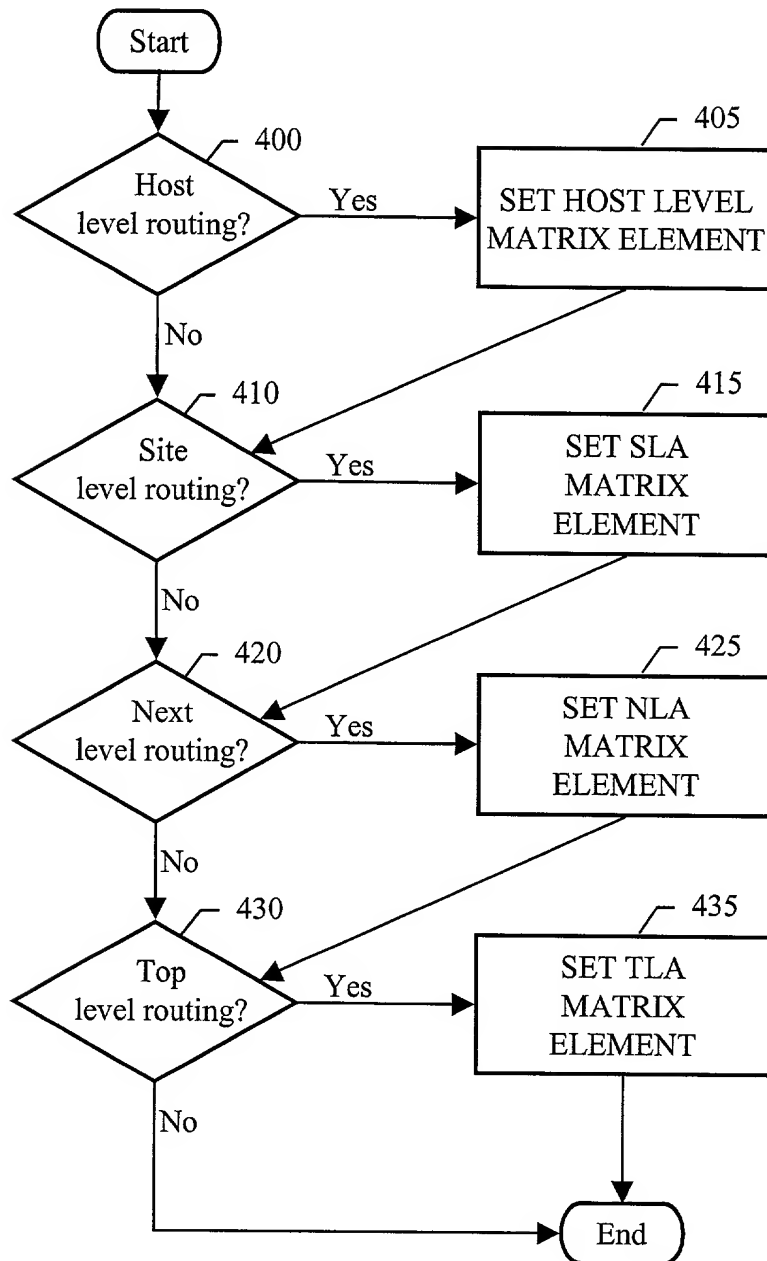 Start
400
Host
level routing?
Yes
405
SET HOST LEVEL
MATRIX ELEMENT
No
410
Site
level routing?
Yes
415
SET SLA
MATRIX
ELEMENT
No
420
Next
level routing?
Yes
425
SET NLA
MATRIX
ELEMENT
No
430
Top
level routing?
Yes
435
SET TLA
MATRIX
ELEMENT
No
End